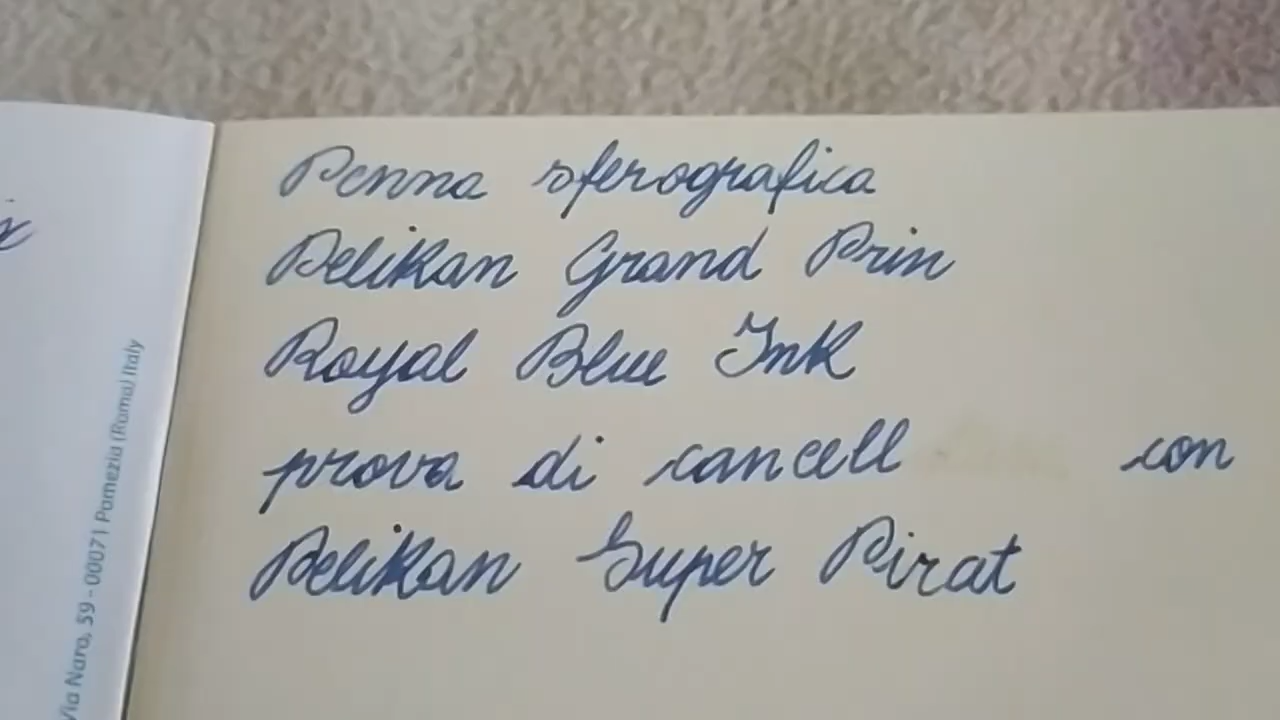 Penna sferografica
Pelikan Grand Prin
Royal Blue Ink
prova di cancell con
Pelikan Super Pirat
Via Naro, 59 - 00071 Pomezia (Roma) Italy